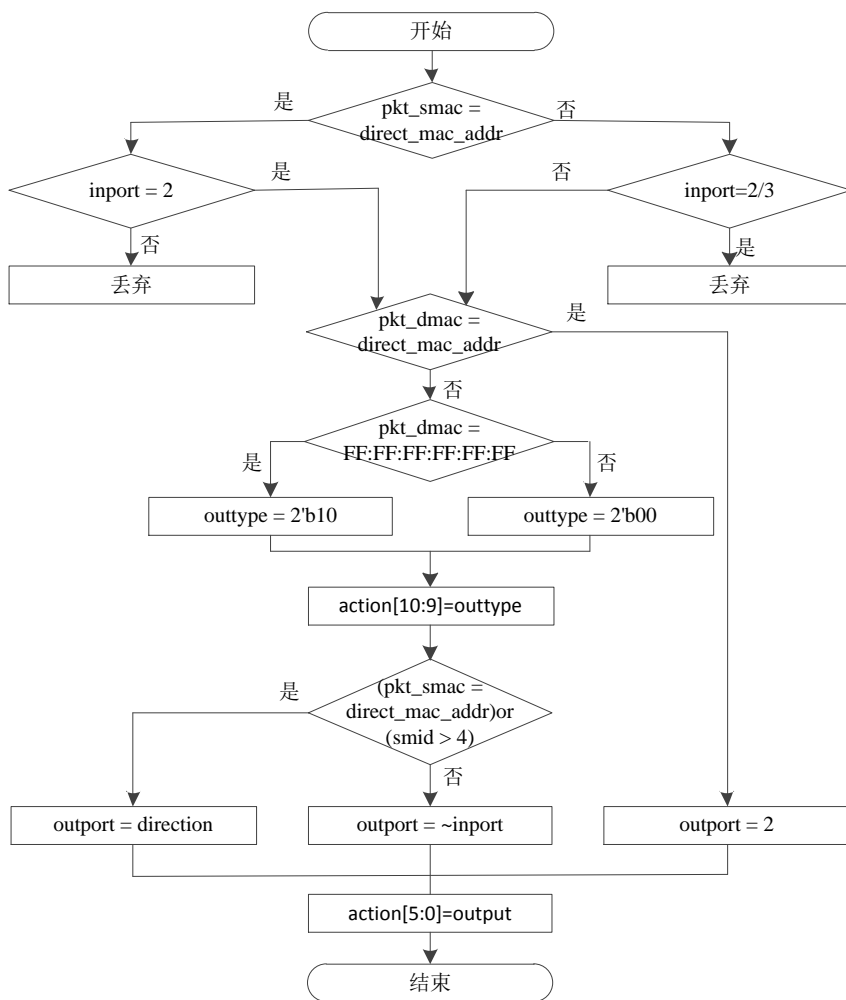 开始
是
pkt_smac =
direct_mac_addr
否
inport = 2
是
否
inport=2/3
否
是
丢弃
丢弃
pkt_dmac =
direct_mac_addr
是
否
pkt_dmac =
FF:FF:FF:FF:FF:FF
是
否
outtype = 2'b10
outtype = 2'b00
action[10:9]=outtype
是
(pkt_smac =
direct_mac_addr)or
(smid > 4)
否
outport = direction
outport = ~inport
outport = 2
action[5:0]=output
结束